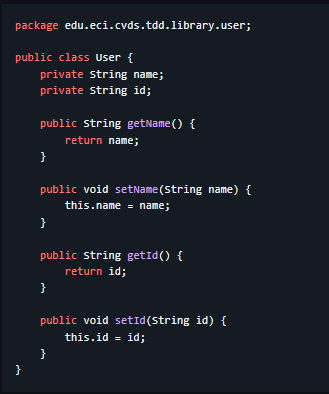 package edu.eci.cvds.tdd.library.user;
public class User {
private String name;
private String id;
public String getName() {
return name;
}
public void setName(String name) {
this.name = name;
}
public String getId() {
return id;
}
public void setId(String id) {
this.id = id;
}
}